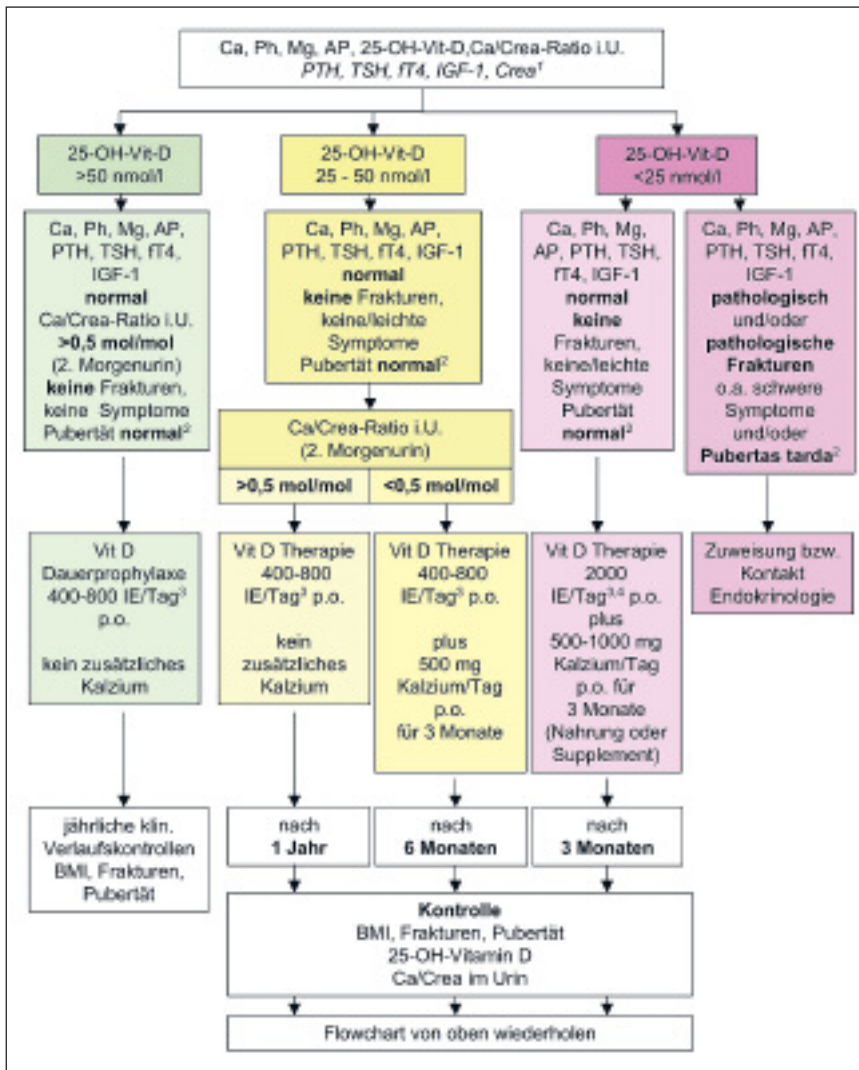 Ca, Ph, Mg, AP, 25-OH-Vit-D,Ca/Crea-Ratio i.U.
PTH, TSH, fT4, IGF-1, Crea¹
25-OH-Vit-D
>50 nmol/l
25-OH-Vit-D
25 - 50 nmol/l
25-OH-Vit-D
<25 nmol/l
Ca, Ph, Mg, AP,
PTH, TSH, fT4,
IGF-1
normal
Ca/Crea-Ratio i.U.
>0,5 mol/mol
(2. Morgenurin)
keine Frakturen,
keine Symptome
Pubertät normal²
Ca, Ph, Mg, AP,
PTH, TSH, fT4, IGF-1
normal
keine Frakturen,
keine/leichte
Symptome
Pubertät normal²
Ca/Crea-Ratio i.U.
(2. Morgenurin)
>0,5 mol/mol
<0,5 mol/mol
Ca, Ph, Mg,
AP, PTH, TSH,
fT4, IGF-1
normal
keine
Frakturen,
keine/leichte
Symptome
Pubertät
normal²
Ca, Ph, Mg, AP,
PTH, TSH, fT4,
IGF-1
pathologisch
und/oder
pathologische
Frakturen
o.a. schwere
Symptome
und/oder
Pubertas tarda²
Vit D
Dauerprophylaxe
400-800 IE/Tag³
p.o.
kein zusätzliches
Kalzium
Vit D Therapie
400-800
IE/Tag³ p.o.
kein
zusätzliches
Kalzium
Vit D Therapie
400-800
IE/Tag³ p.o.
plus
500 mg
Kalzium/Tag
p.o.
für 3 Monate
Vit D Therapie
2000
IE/Tag³,⁴ p.o.
plus
500-1000 mg
Kalzium/Tag
p.o. für
3 Monate
(Nahrung oder
Supplement)
Zuweisung bzw.
Kontakt
Endokrinologie
jährliche klin.
Verlaufskontrollen
BMI, Frakturen,
Pubertät
nach
1 Jahr
nach
6 Monaten
nach
3 Monaten
Kontrolle
BMI, Frakturen, Pubertät
25-OH-Vitamin D
Ca/Crea im Urin
Flowchart von oben wiederholen